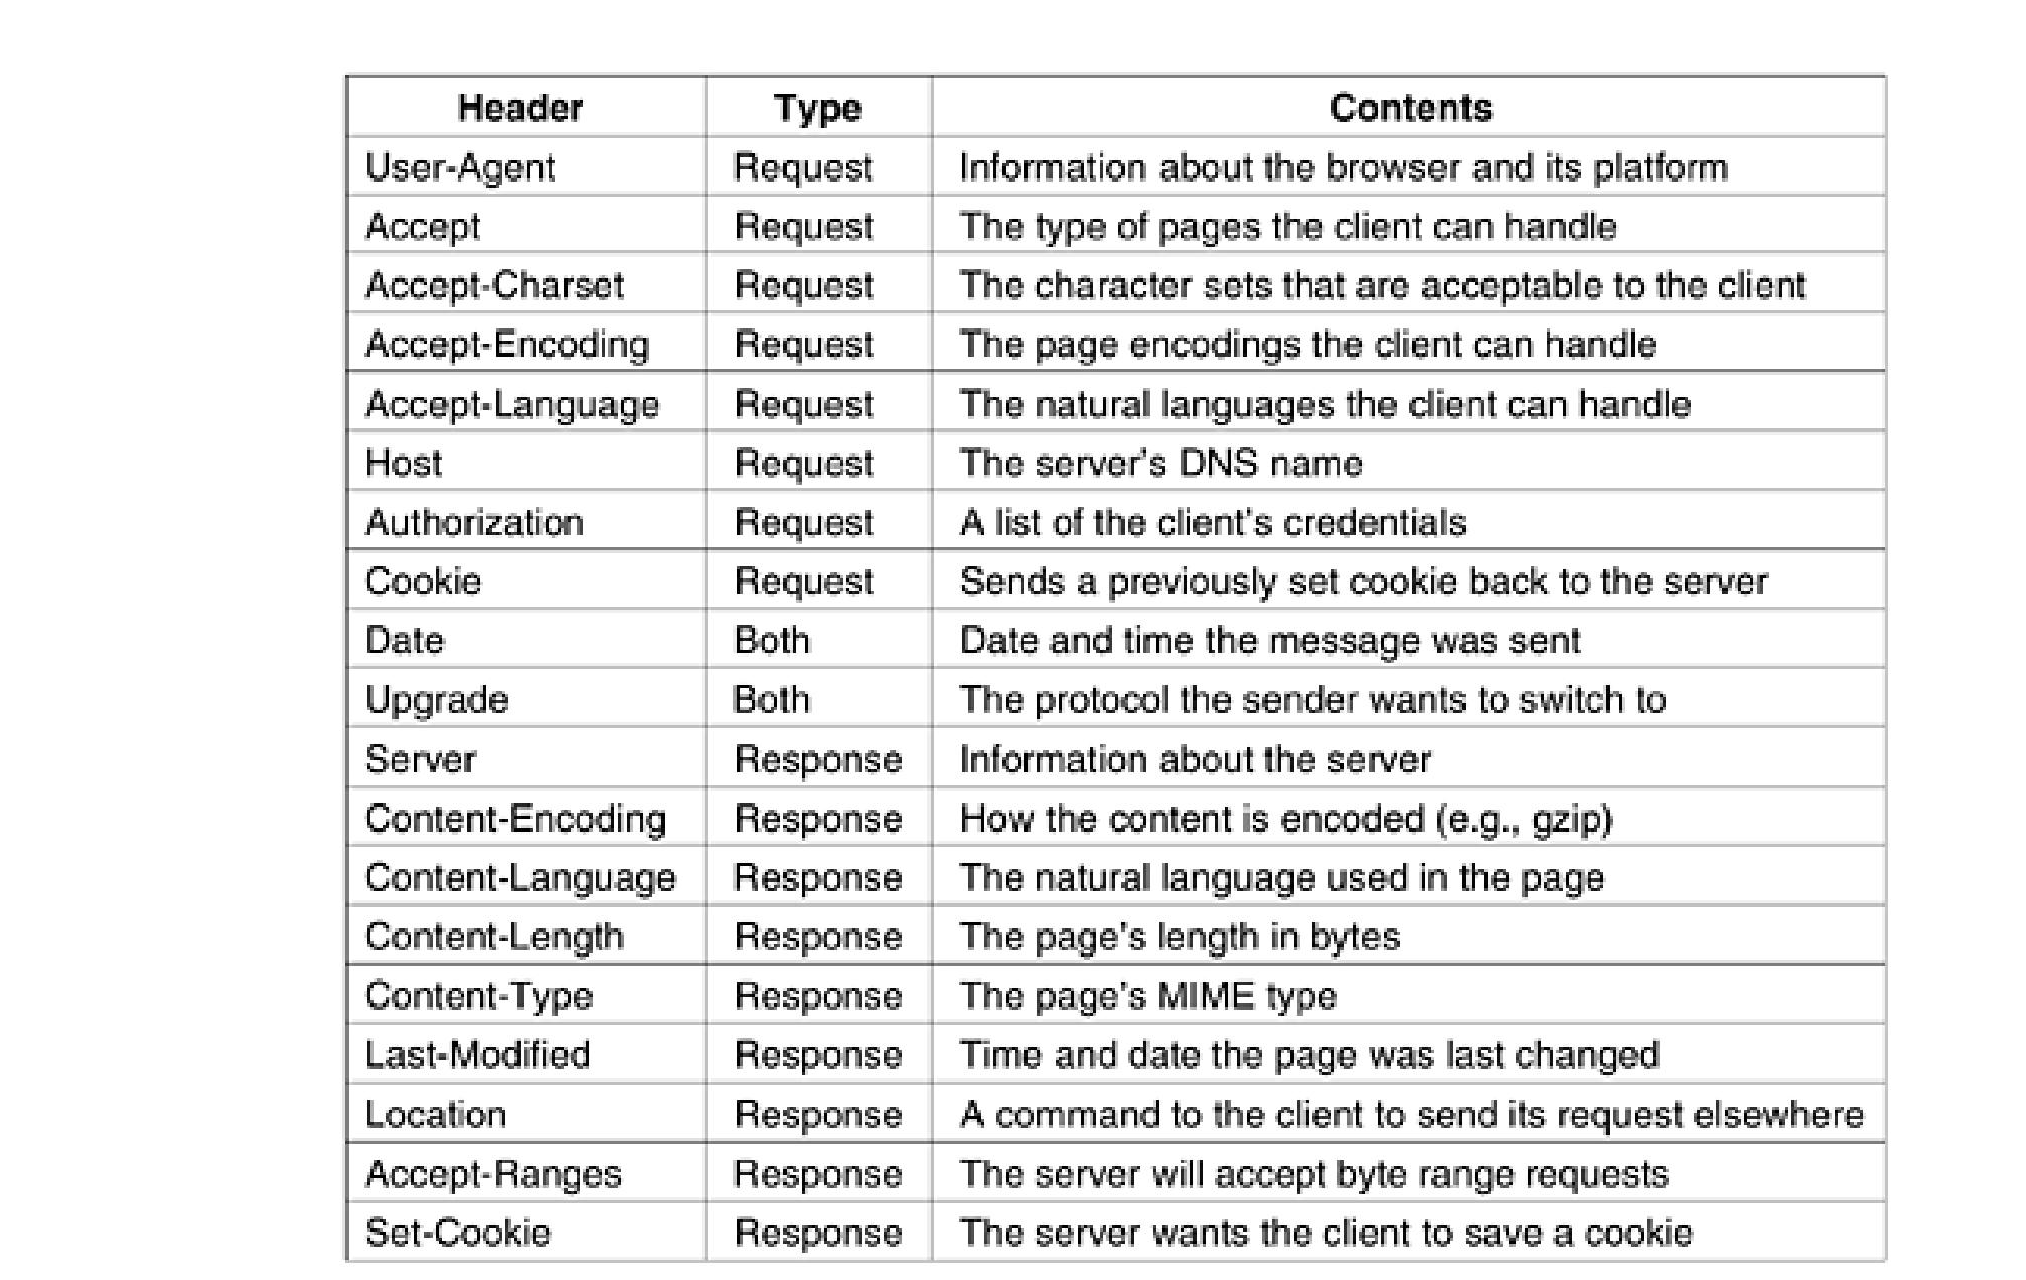 Header Type Contents
User-Agent Request Information about the browser and its platform
Accept Request The type of pages the client can handle
Accept-Charset Request The character sets that are acceptable to the client
Accept-Encoding Request The page encodings the client can handle
Accept-Language Request The natural languages the client can handle
Host Request The server's DNS name
Authorization Request A list of the client's credentials
Cookie Request Sends a previously set cookie back to the server
Date Both Date and time the message was sent
Upgrade Both The protocol the sender wants to switch to
Server Response Information about the server
Content-Encoding Response How the content is encoded (e.g., gzip)
Content-Language Response The natural language used in the page
Content-Length Response The page's length in bytes
Content-Type Response The page's MIME type
Last-Modified Response Time and date the page was last changed
Location Response A command to the client to send its request elsewhere
Accept-Ranges Response The server will accept byte range requests
Set-Cookie Response The server wants the client to save a cookie